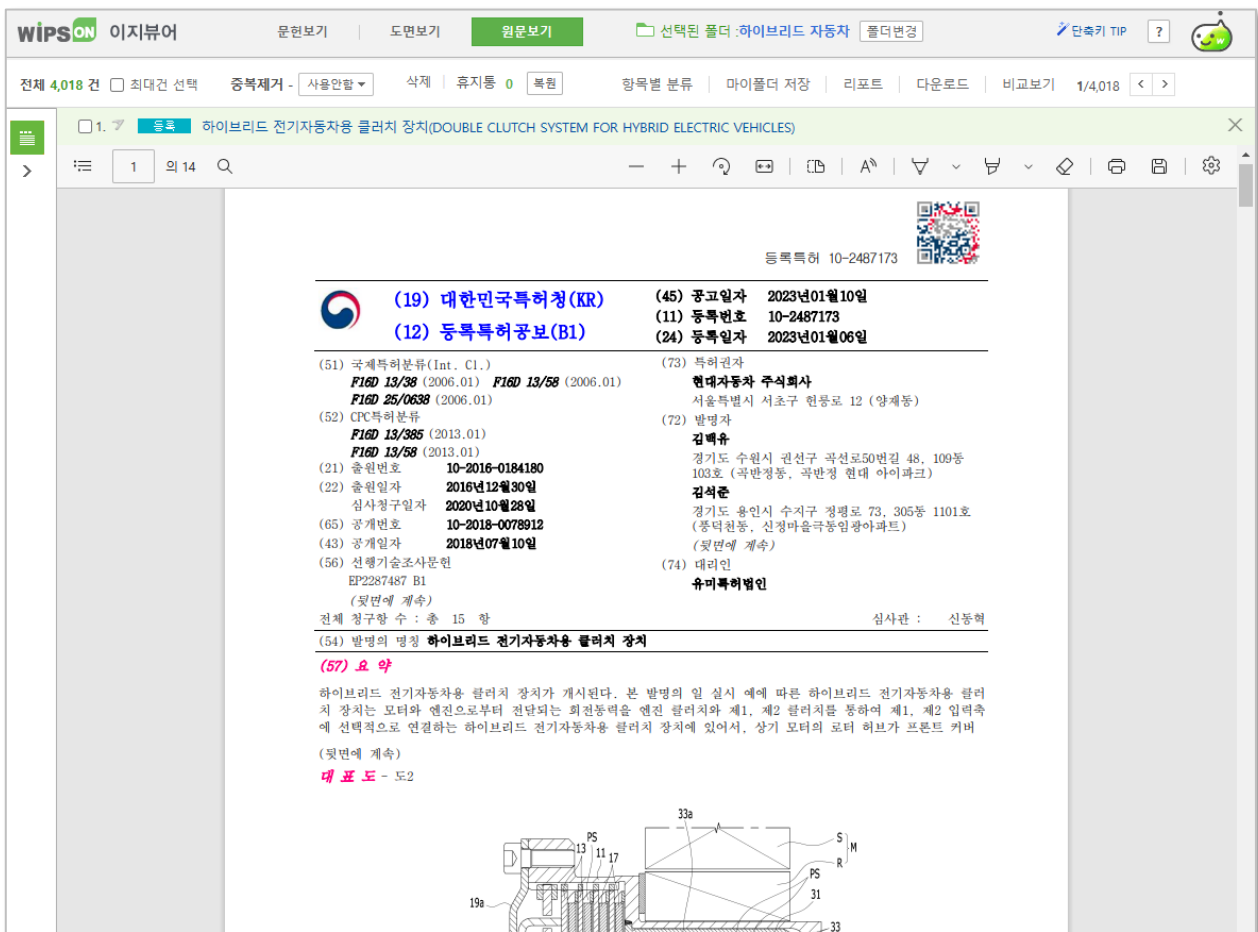 WIPS ON 이지뷰어 문헌보기 도면보기 원문보기 선택된 폴더 :하이브리드 자동차 폴더변경 단축키 TIP ?
전체 4,018 건 최대건 선택 중복제거 - 사용안함 삭제 휴지통 0 복원 항목별 분류 마이폴더 저장 리포트 다운로드 비교보기 1/4,018 < >
1. 등록 하이브리드 전기자동차용 클러치 장치(DOUBLE CLUTCH SYSTEM FOR HYBRID ELECTRIC VEHICLES)
1 의 14
등록특허 10-2487173
(19) 대한민국특허청(KR)
(12) 등록특허공보(B1)
(45) 공고일자 2023년01월10일
(11) 등록번호 10-2487173
(24) 등록일자 2023년01월06일
(51) 국제특허분류(Int. Cl.)
F16D 13/38 (2006.01) F16D 13/58 (2006.01)
F16D 25/0638 (2006.01)
(52) CPC특허분류
F16D 13/385 (2013.01)
F16D 13/58 (2013.01)
(21) 출원번호 10-2016-0184180
(22) 출원일자 2016년12월30일
심사청구일자 2020년10월28일
(65) 공개번호 10-2018-0078912
(43) 공개일자 2018년07월10일
(56) 선행기술조사문헌
EP2287487 B1
(뒷면에 계속)
(73) 특허권자
현대자동차 주식회사
서울특별시 서초구 헌릉로 12 (양재동)
(72) 발명자
김백유
경기도 수원시 권선구 곡선로50번길 48, 109동
103호 (곡반정동, 곡반정 현대 아이파크)
김석준
경기도 용인시 수지구 정평로 73, 305동 1101호
(풍덕천동, 신정마을극동임광아파트)
(뒷면에 계속)
(74) 대리인
유미특허법인
전체 청구항 수 : 총 15 항 심사관 : 신동혁
(54) 발명의 명칭 하이브리드 전기자동차용 클러치 장치
(57) 요 약
하이브리드 전기자동차용 클러치 장치가 개시된다. 본 발명의 일 실시 예에 따른 하이브리드 전기자동차용 클러
치 장치는 모터와 엔진으로부터 전달되는 회전동력을 엔진 클러치와 제1, 제2 클러치를 통하여 제1, 제2 입력축
에 선택적으로 연결하는 하이브리드 전기자동차용 클러치 장치에 있어서, 상기 모터의 로터 허브가 프론트 커버
(뒷면에 계속)
대 표 도 - 도2
33a
PS
13 11 17
S
M
R
PS
31
19a
33